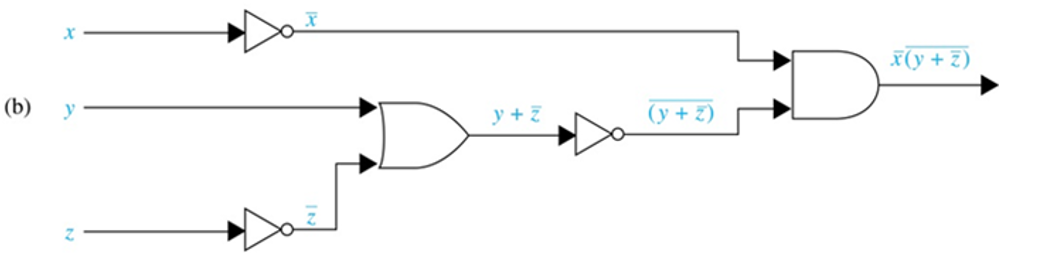 x
x̄
x̄(y + z̄)̅
(b)
y
y + z̄
(y + z̄)̅
z
z̄